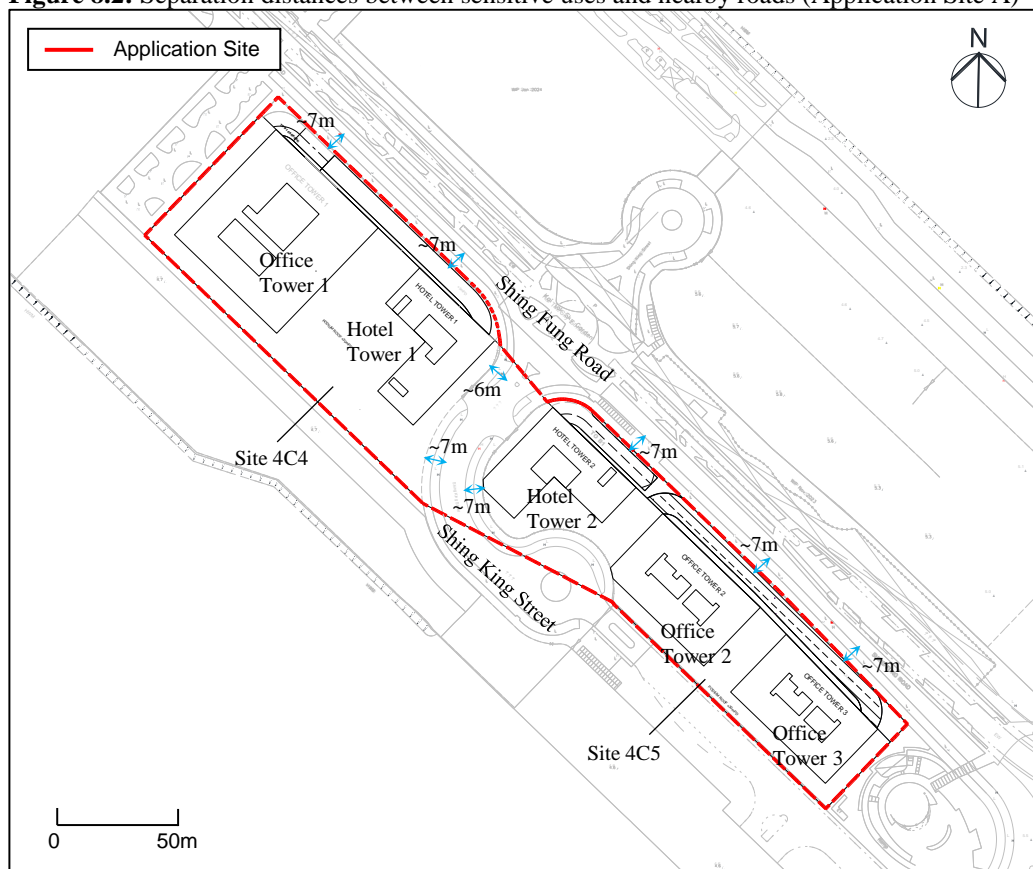 Figure 8.2: Separation distances between sensitive uses and nearby roads (Application Site A)
Application Site
N
WP Jan 2021
~7m
OFFICE TOWER 1
Office
Tower 1
~7m
HOTEL TOWER 1
Hotel
Tower 1
Shing Fung Road
~6m
Site 4C4
~7m
~7m
HOTEL TOWER 2
Hotel
Tower 2
~7m
Shing King Street
~7m
OFFICE TOWER 2
Office
Tower 2
~7m
OFFICE TOWER 3
Office
Tower 3
Site 4C5
0 50m